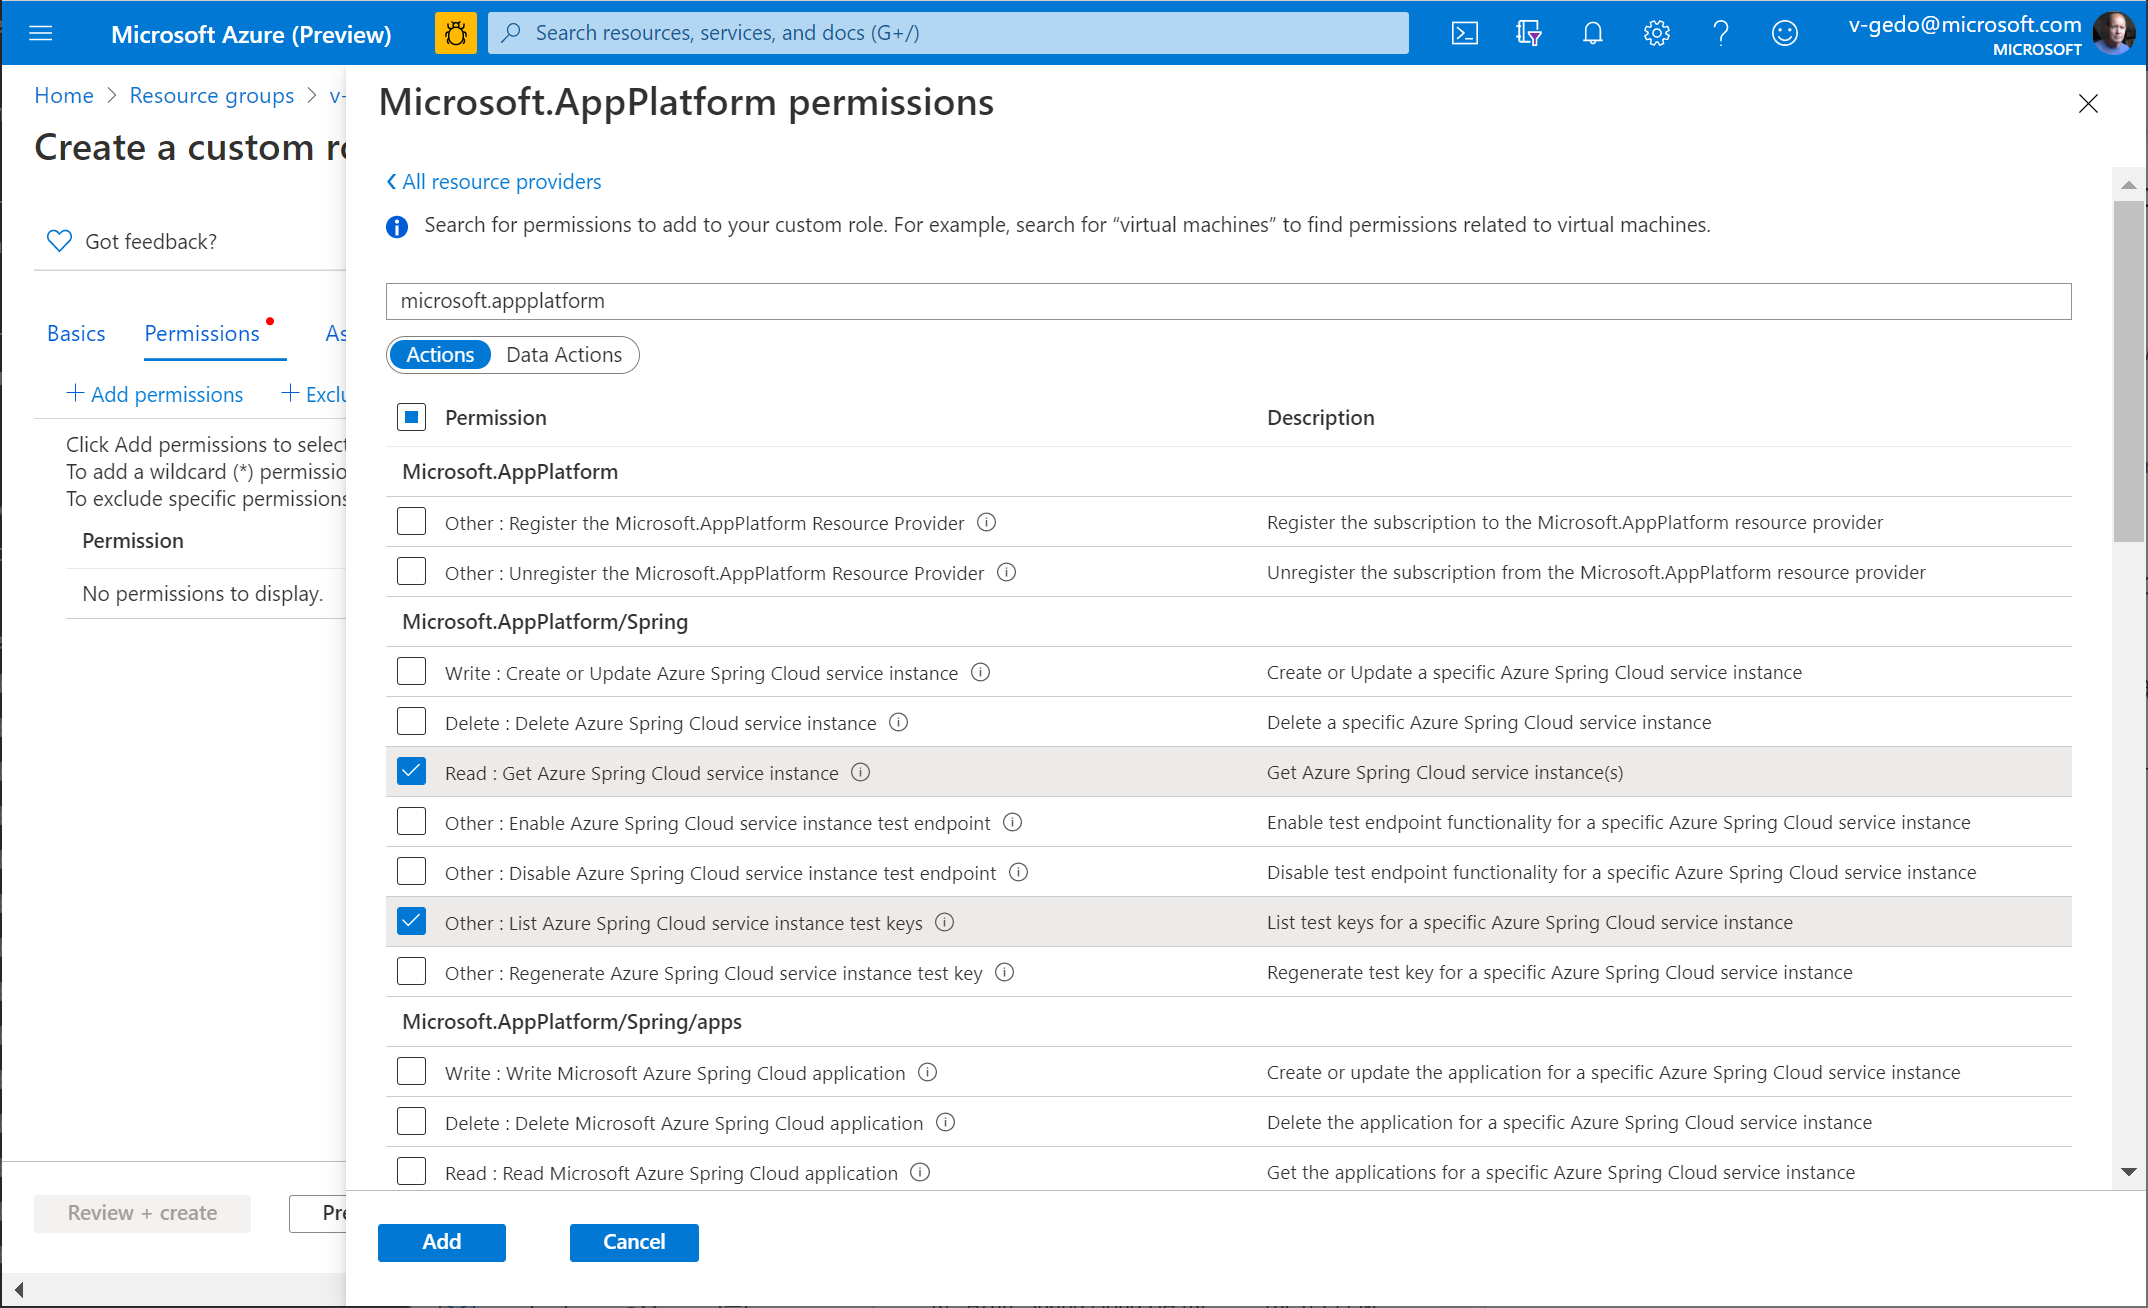 Microsoft Azure (Preview)
Search resources, services, and docs (G+/)
v-gedo@microsoft.com
MICROSOFT
Home > Resource groups > v-
Create a custom ro
Got feedback?
Basics
Permissions
As
+ Add permissions
+ Exclu
Click Add permissions to select
To add a wildcard (*) permissio
To exclude specific permissions
Permission
No permissions to display.
Review + create
Pre
Microsoft.AppPlatform permissions
All resource providers
Search for permissions to add to your custom role. For example, search for “virtual machines” to find permissions related to virtual machines.
microsoft.appplatform
Actions
Data Actions
Permission
Description
Microsoft.AppPlatform
Other : Register the Microsoft.AppPlatform Resource Provider
Register the subscription to the Microsoft.AppPlatform resource provider
Other : Unregister the Microsoft.AppPlatform Resource Provider
Unregister the subscription from the Microsoft.AppPlatform resource provider
Microsoft.AppPlatform/Spring
Write : Create or Update Azure Spring Cloud service instance
Create or Update a specific Azure Spring Cloud service instance
Delete : Delete Azure Spring Cloud service instance
Delete a specific Azure Spring Cloud service instance
Read : Get Azure Spring Cloud service instance
Get Azure Spring Cloud service instance(s)
Other : Enable Azure Spring Cloud service instance test endpoint
Enable test endpoint functionality for a specific Azure Spring Cloud service instance
Other : Disable Azure Spring Cloud service instance test endpoint
Disable test endpoint functionality for a specific Azure Spring Cloud service instance
Other : List Azure Spring Cloud service instance test keys
List test keys for a specific Azure Spring Cloud service instance
Other : Regenerate Azure Spring Cloud service instance test key
Regenerate test key for a specific Azure Spring Cloud service instance
Microsoft.AppPlatform/Spring/apps
Write : Write Microsoft Azure Spring Cloud application
Create or update the application for a specific Azure Spring Cloud service instance
Delete : Delete Microsoft Azure Spring Cloud application
Delete the application for a specific Azure Spring Cloud service instance
Read : Read Microsoft Azure Spring Cloud application
Get the applications for a specific Azure Spring Cloud service instance
Add
Cancel